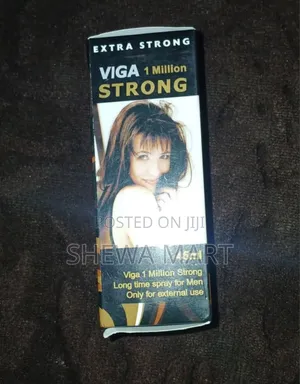 EXTRA STRONG
VIGA 1 Million
STRONG
POSTED ON JIJI
SHEWA MART
45ml
Viga 1 Million Strong
Long time spray for Men
Only for external use